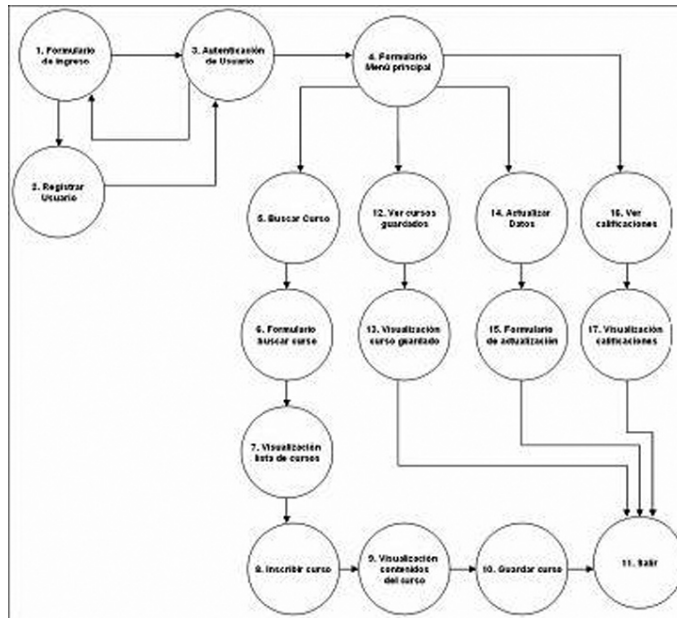 1. Formulario
de ingreso
3. Autenticación
de Usuario
4. Formulario
Menú principal
2. Registrar
Usuario
5. Buscar Curso
12. Ver cursos
guardados
14. Actualizar
Datos
16. Ver
calificaciones
6. Formulario
buscar curso
13. Visualización
curso guardado
15. Formulario
de actualización
17. Visualización
calificaciones
7. Visualización
lista de cursos
8. Inscribir curso
9. Visualización
contenidos
del curso
10. Guardar curso
11. Salir